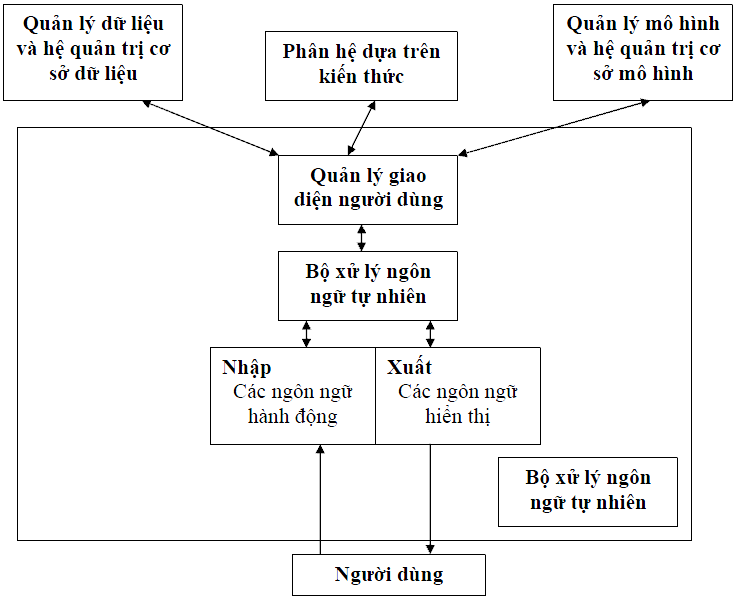 Quản lý dữ liệu
và hệ quản trị cơ
sở dữ liệu
Phân hệ dựa trên
kiến thức
Quản lý mô hình
và hệ quản trị cơ
sở mô hình
Quản lý giao
diện người dùng
Bộ xử lý ngôn
ngữ tự nhiên
Nhập
Các ngôn ngữ
hành động
Xuất
Các ngôn ngữ
hiển thị
Bộ xử lý ngôn
ngữ tự nhiên
Người dùng